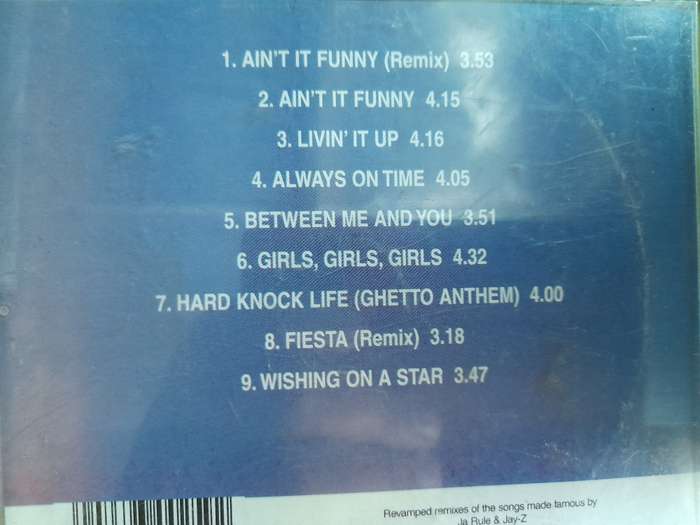 1. AIN'T IT FUNNY (Remix) 3.53
2. AIN'T IT FUNNY 4.15
3. LIVIN' IT UP 4.16
4. ALWAYS ON TIME 4.05
5. BETWEEN ME AND YOU 3.51
6. GIRLS, GIRLS, GIRLS 4.32
7. HARD KNOCK LIFE (GHETTO ANTHEM) 4.00
8. FIESTA (Remix) 3.18
9. WISHING ON A STAR 3.47
Revamped remixes of the songs made famous by
Ja Rule & Jay-Z